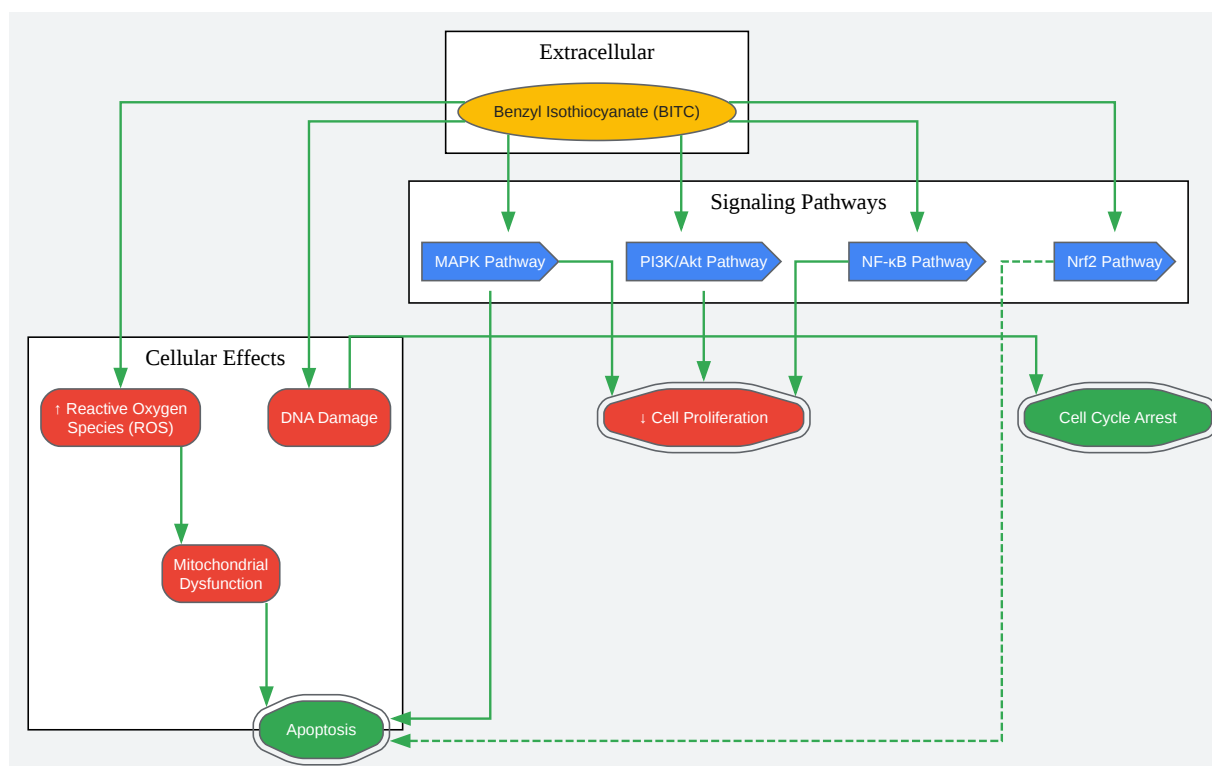 Extracellular
Benzyl Isothiocyanate (BITC)
Signaling Pathways
MAPK Pathway
PI3K/Akt Pathway
NF-κB Pathway
Nrf2 Pathway
Cellular Effects
↑ Reactive Oxygen
Species (ROS)
DNA Damage
↓ Cell Proliferation
Cell Cycle Arrest
Mitochondrial
Dysfunction
Apoptosis